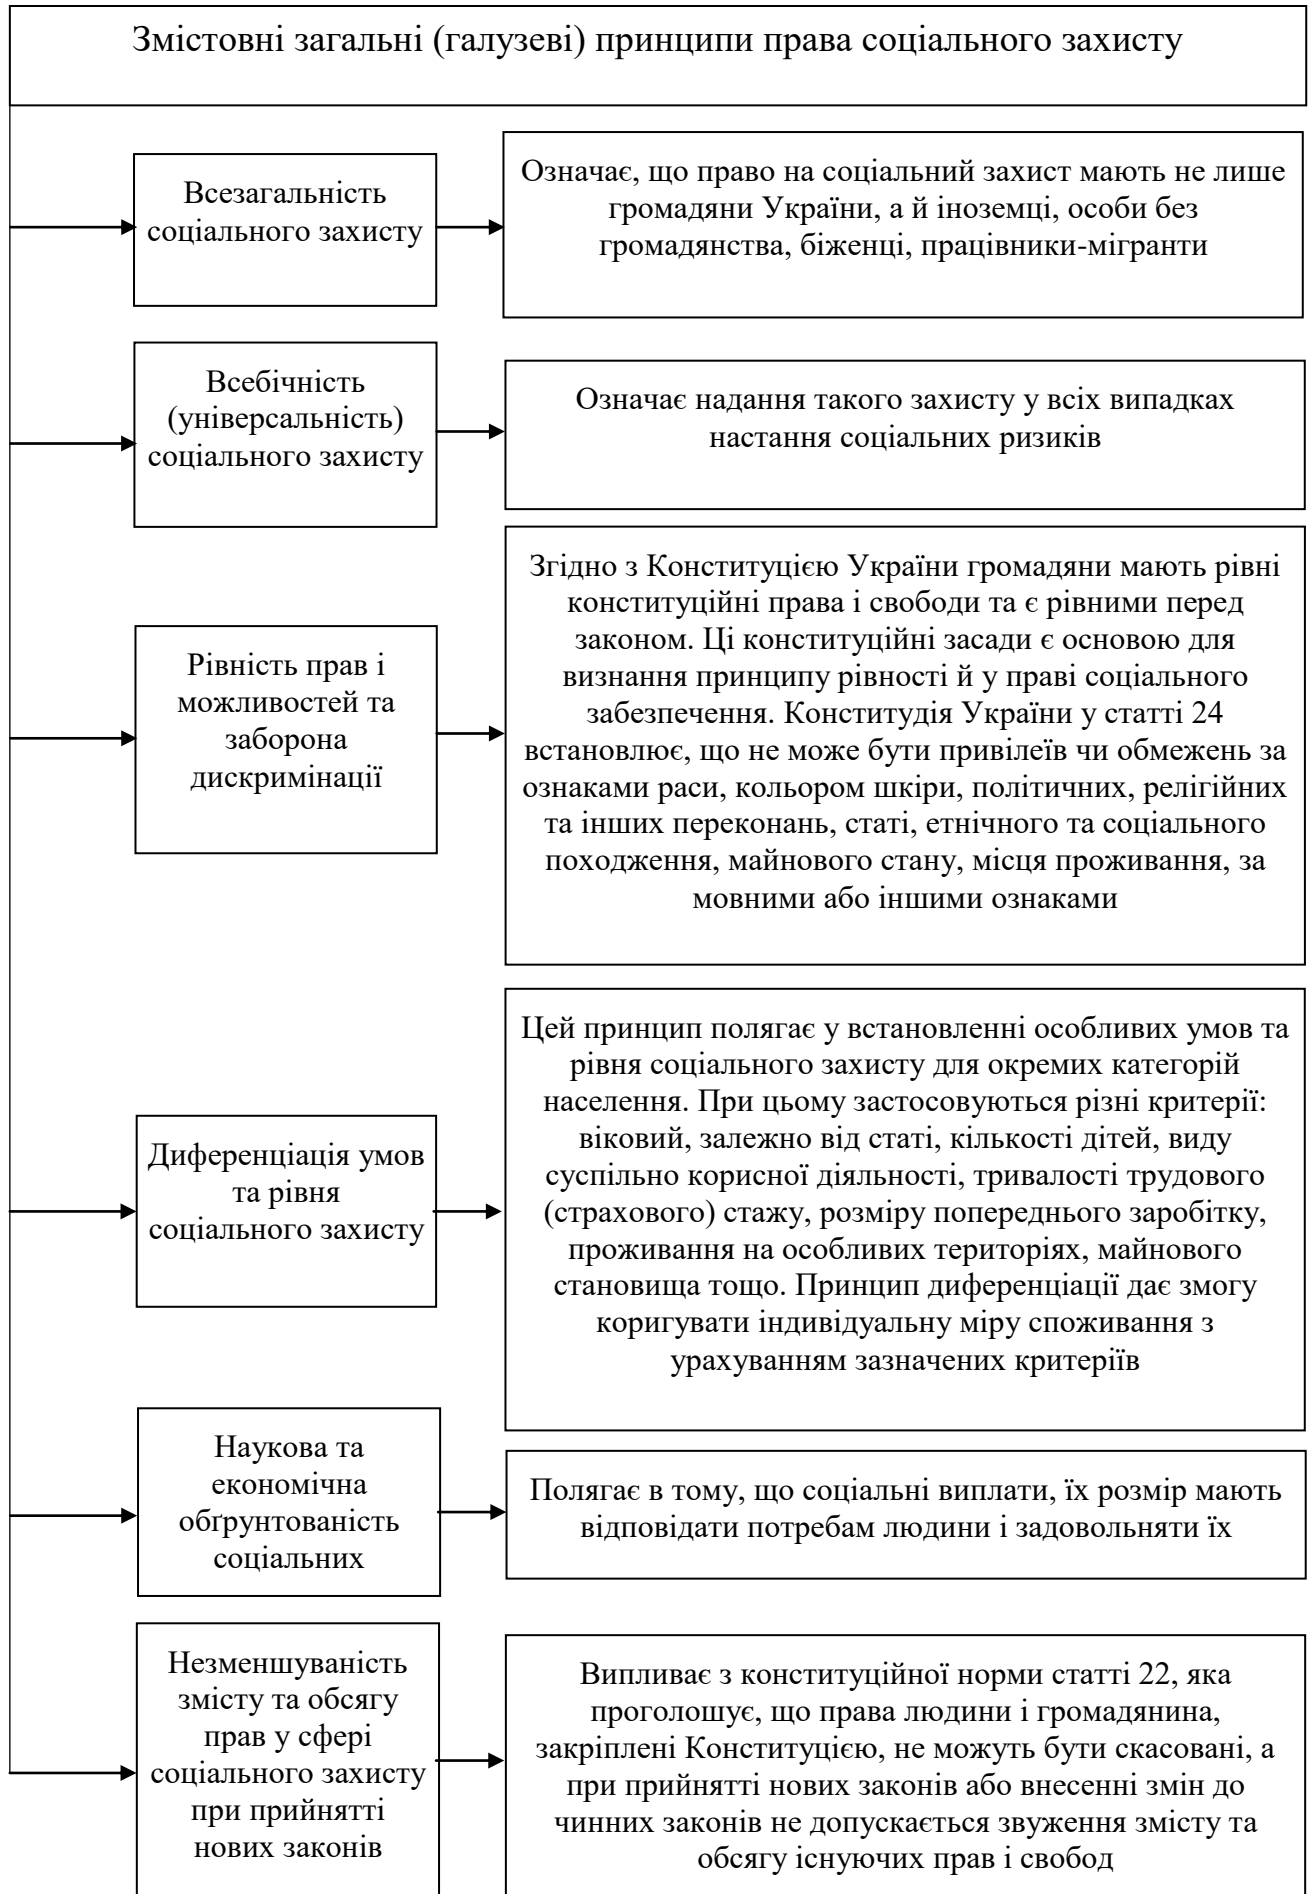 Змістовні загальні (галузеві) принципи права соціального захисту
Всезагальність
соціального захисту
Означає, що право на соціальний захист мають не лише
громадяни України, а й іноземці, особи без
громадянства, біженці, працівники-мігранти
Всебічність
(універсальність)
соціального захисту
Означає надання такого захисту у всіх випадках
настання соціальних ризиків
Рівність прав і
можливостей та
заборона
дискримінації
Згідно з Конституцією України громадяни мають рівні
конституційні права і свободи та є рівними перед
законом. Ці конституційні засади є основою для
визнання принципу рівності й у праві соціального
забезпечення. Конститудія України у статті 24
встановлює, що не може бути привілеїв чи обмежень за
ознаками раси, кольором шкіри, політичних, релігійних
та інших переконань, статі, етнічного та соціального
походження, майнового стану, місця проживання, за
мовними або іншими ознаками
Диференціація умов
та рівня
соціального захисту
Цей принцип полягає у встановленні особливих умов та
рівня соціального захисту для окремих категорій
населення. При цьому застосовуються різні критерії:
віковий, залежно від статі, кількості дітей, виду
суспільно корисної діяльності, тривалості трудового
(страхового) стажу, розміру попереднього заробітку,
проживання на особливих територіях, майнового
становища тощо. Принцип диференціації дає змогу
коригувати індивідуальну міру споживання з
урахуванням зазначених критеріїв
Наукова та
економічна
обґрунтованість
соціальних
Полягає в тому, що соціальні виплати, їх розмір мають
відповідати потребам людини і задовольняти їх
Незменшуваність
змісту та обсягу
прав у сфері
соціального захисту
при прийнятті
нових законів
Випливає з конституційної норми статті 22, яка
проголошує, що права людини і громадянина,
закріплені Конституцією, не можуть бути скасовані, а
при прийнятті нових законів або внесенні змін до
чинних законів не допускається звуження змісту та
обсягу існуючих прав і свобод